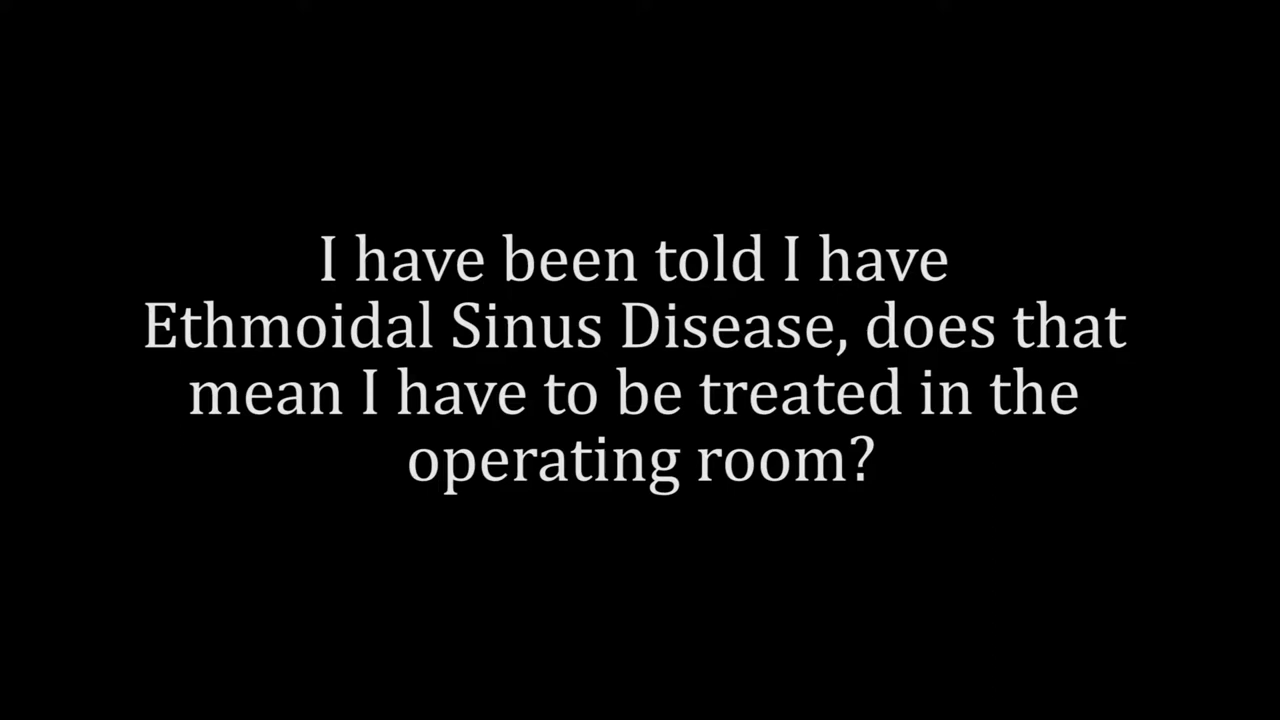 I have been told I have
Ethmoidal Sinus Disease, does that
mean I have to be treated in the
operating room?